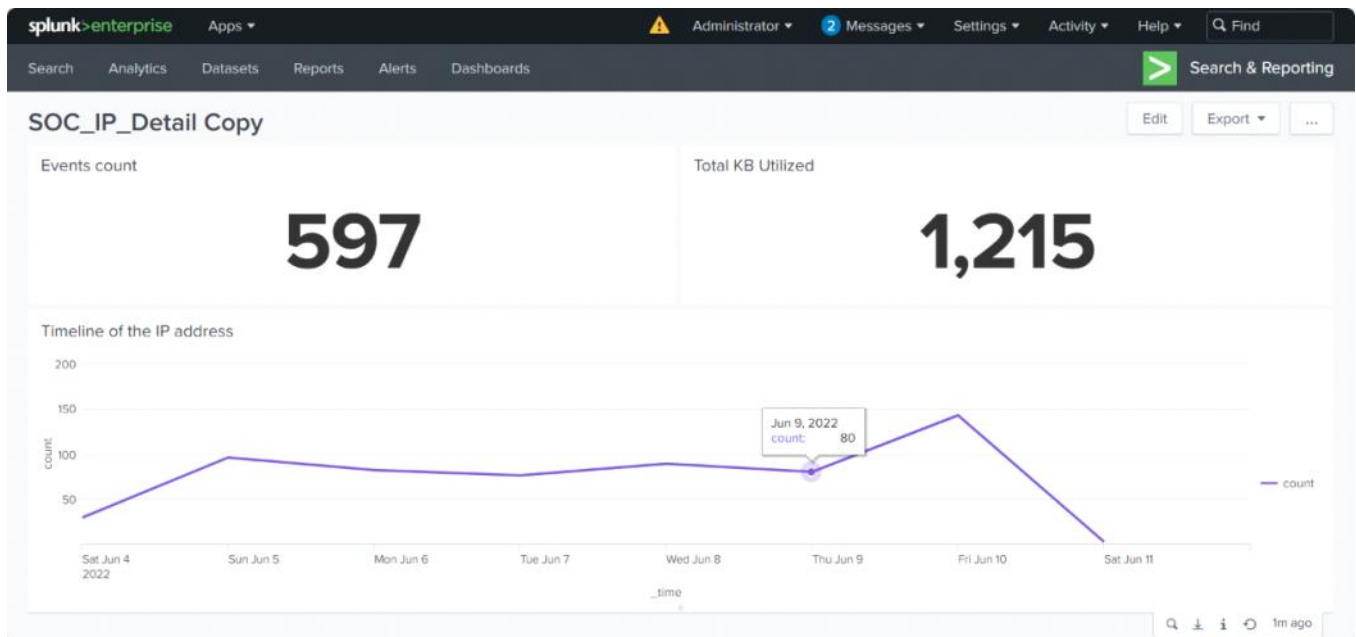 splunk>enterprise Apps Administrator 2 Messages Settings Activity Help Find
Search Analytics Datasets Reports Alerts Dashboards > Search & Reporting
SOC_IP_Detail Copy Edit Export ...
Events count
597
Total KB Utilized
1,215
Timeline of the IP address
200
150
100
50
count
Jun 9, 2022
count: 80
count
Sat Jun 4 Sun Jun 5 Mon Jun 6 Tue Jun 7 Wed Jun 8 Thu Jun 9 Fri Jun 10 Sat Jun 11
2022
_time
1m ago